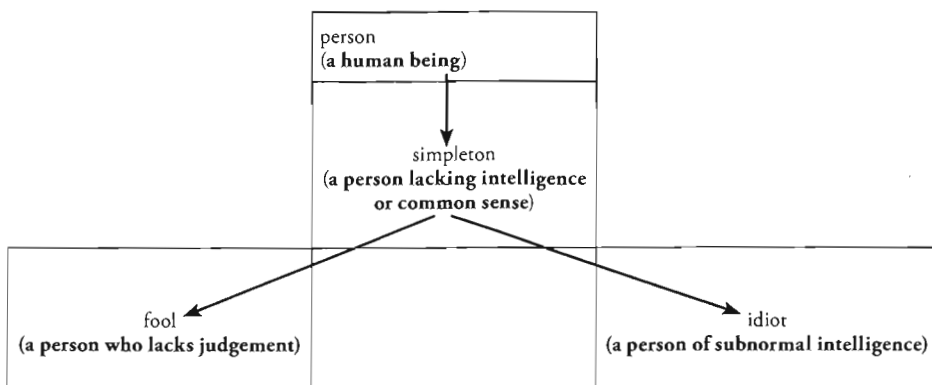 person
(a human being)
simpleton
(a person lacking intelligence
or common sense)
fool
(a person who lacks judgement)
idiot
(a person of subnormal intelligence)